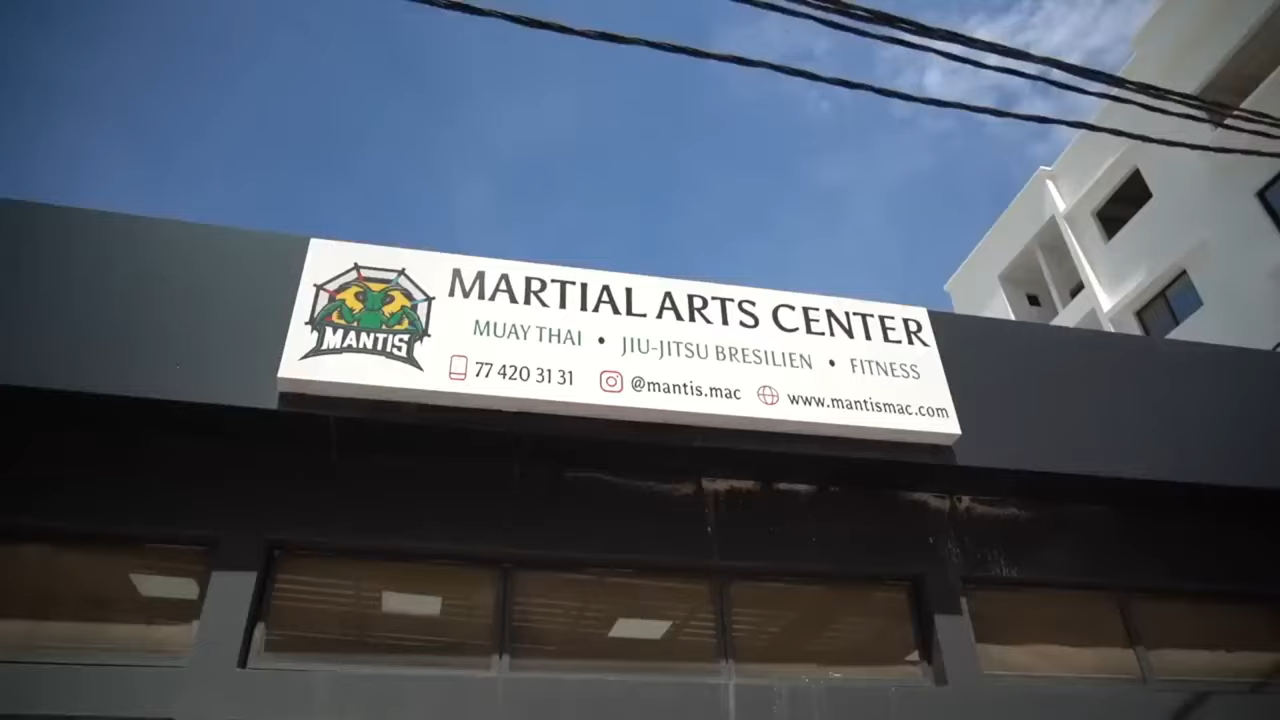 MANTIS
MARTIAL ARTS CENTER
MUAY THAI • JIU-JITSU BRESILIEN • FITNESS
77 420 31 31 @mantis.mac www.mantismac.com